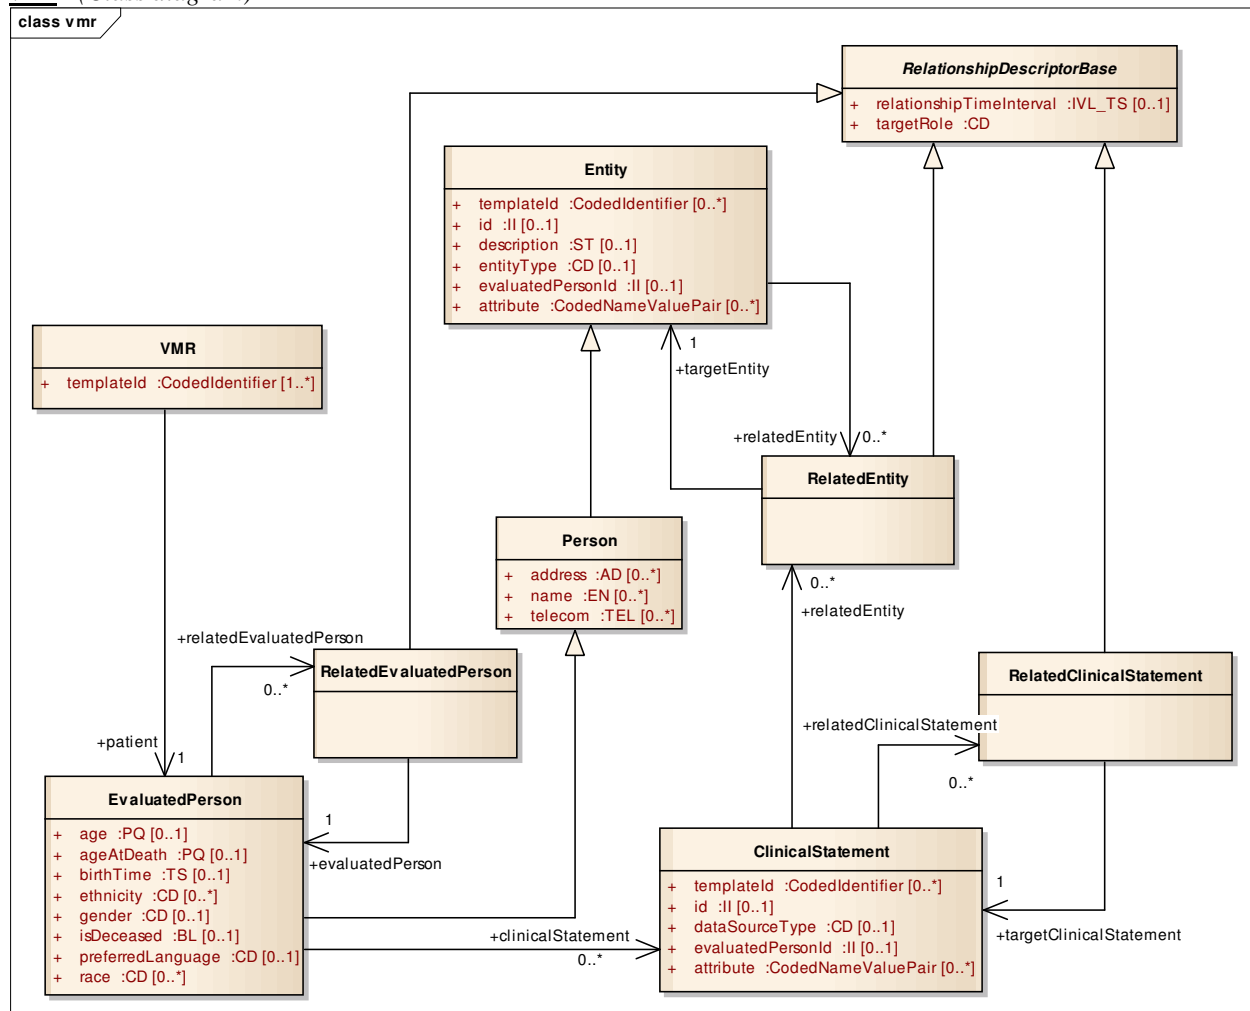 class vmr
RelationshipDescriptorBase
+ relationshipTimeInterval :IVL_TS [0..1]
+ targetRole :CD
Entity
+ templateId :CodedIdentifier [0..*]
+ id :II [0..1]
+ description :ST [0..1]
+ entityType :CD [0..1]
+ evaluatedPersonId :II [0..1]
+ attribute :CodedNameValuePair [0..*]
VMR
+ templateId :CodedIdentifier [1..*]
1
+targetEntity
+relatedEntity
0..*
RelatedEntity
Person
+ address :AD [0..*]
+ name :EN [0..*]
+ telecom :TEL [0..*]
0..*
+relatedEntity
+relatedEvaluatedPerson
0..*
RelatedEvaluatedPerson
RelatedClinicalStatement
+relatedClinicalStatement
0..*
+patient
1
EvaluatedPerson
+ age :PQ [0..1]
+ ageAtDeath :PQ [0..1]
+ birthTime :TS [0..1]
+ ethnicity :CD [0..*]
+ gender :CD [0..1]
+ isDeceased :BL [0..1]
+ preferredLanguage :CD [0..1]
+ race :CD [0..*]
1
+evaluatedPerson
+clinicalStatement
0..*
ClinicalStatement
+ templateId :CodedIdentifier [0..*]
+ id :II [0..1]
+ dataSourceType :CD [0..1]
+ evaluatedPersonId :II [0..1]
+ attribute :CodedNameValuePair [0..*]
1
+targetClinicalStatement